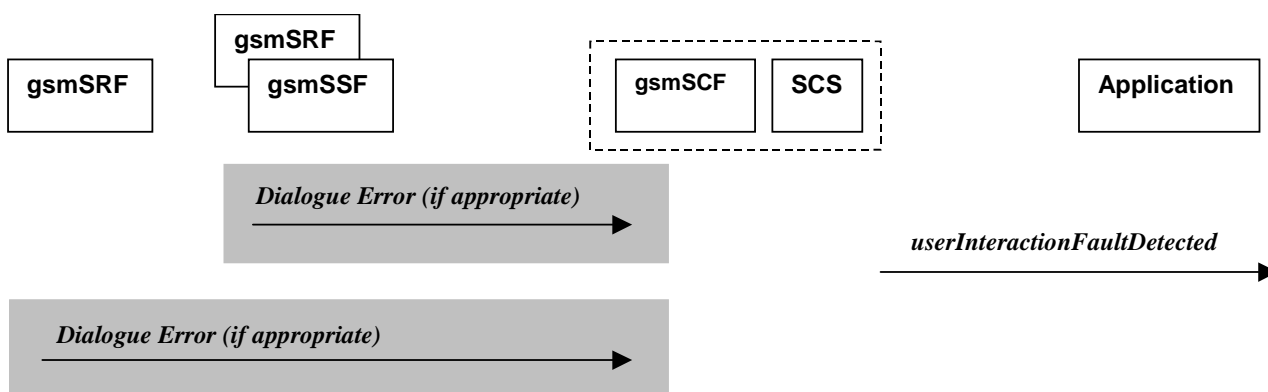 gsmSRF
gsmSRF
gsmSSF
gsmSCF
SCS
Application
Dialogue Error (if appropriate)
userInteractionFaultDetected
Dialogue Error (if appropriate)